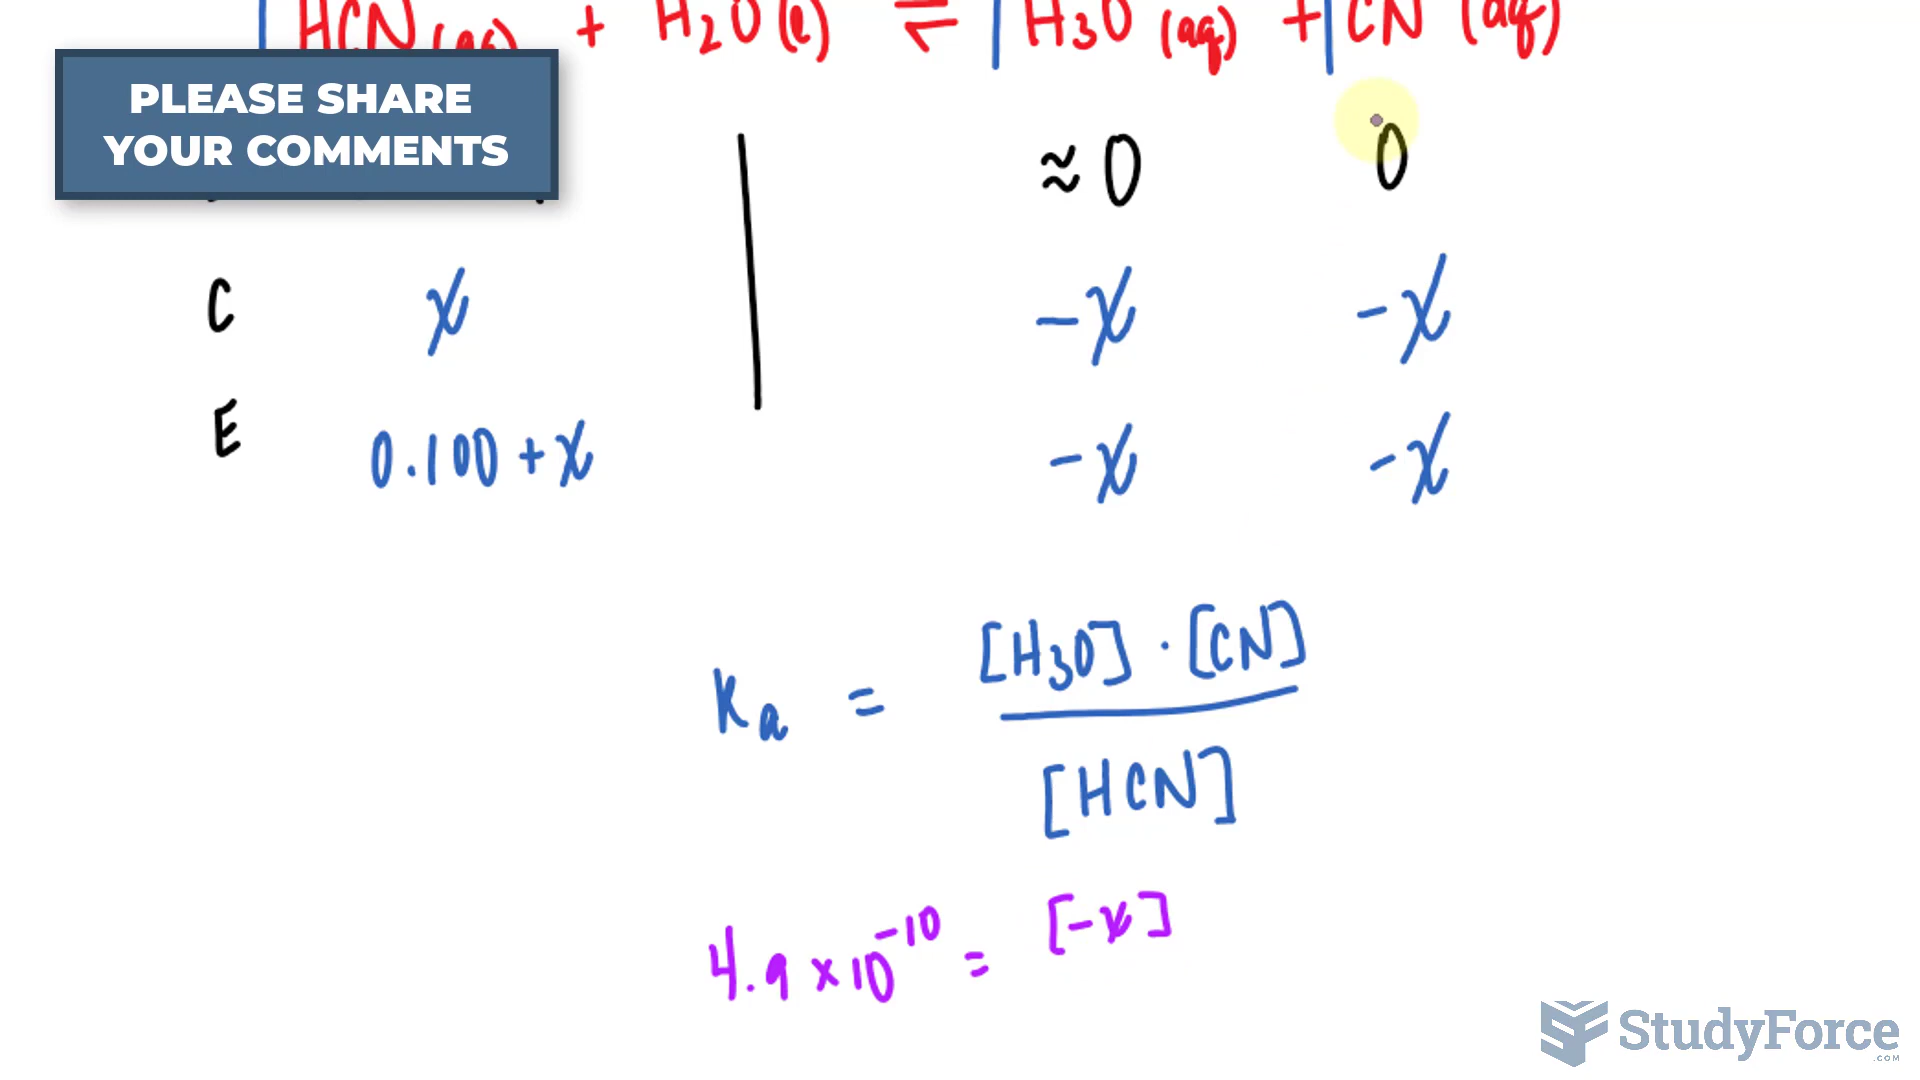 HCN (aq) + H2O (l) ⇌ H3O (aq) + CN (aq)
PLEASE SHARE
YOUR COMMENTS
≈ 0 0
C x -x -x
E 0.100 + x -x -x
Ka = [H3O] · [CN] / [HCN]
4.9 × 10^-10 = [-x]
StudyForce
.COM